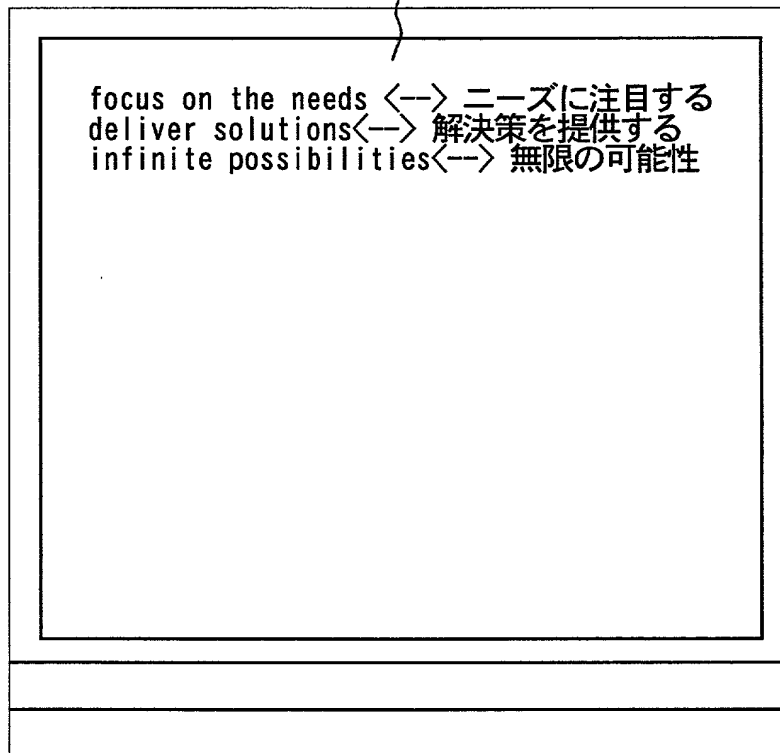 focus on the needs <--> ニーズに注目する
deliver solutions<--> 解決策を提供する
infinite possibilities<--> 無限の可能性